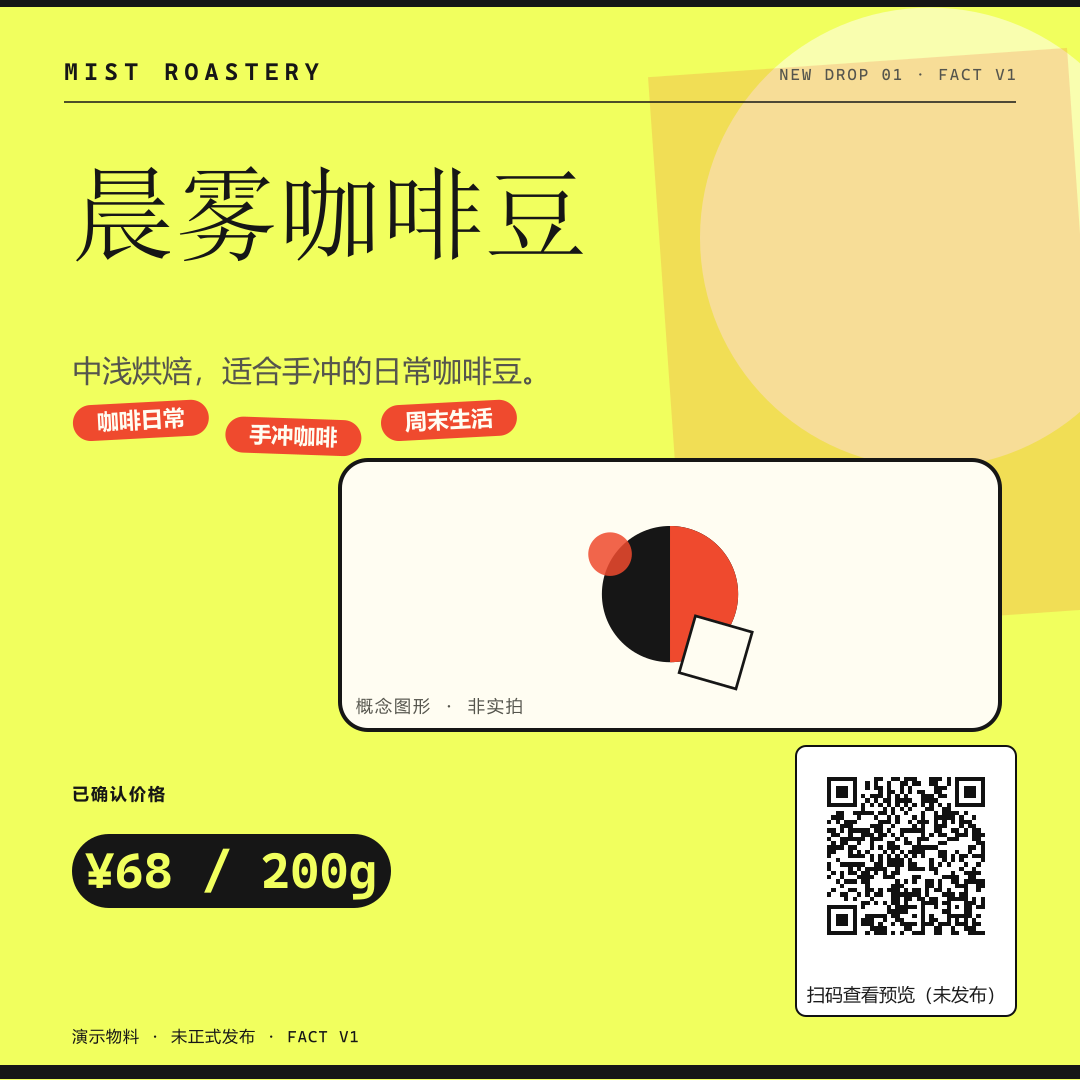 MIST ROASTERY
NEW DROP 01 · FACT V1
晨雾咖啡豆
中浅烘焙，适合手冲的日常咖啡豆。
咖啡日常
手冲咖啡
周末生活
概念图形 · 非实拍
已确认价格
¥68 / 200g
扫码查看预览（未发布）
演示物料 · 未正式发布 · FACT V1